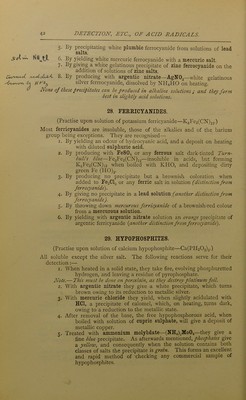 42 DETECTION, ETC., OF ACID RADICALS.
5. By precipitating white plumbic ferrocyanide from solutions of lead
salts.
6. By yielding white mercuric ferrocyanide with a mercuric salt.
7. By giving a white gelatinous precipitate of zinc ferrocyanide on the
addition of solutions of zinc salts.
8. By producing with argentic nitrate—AgNO3—white gelatinous
silver ferrocyanide, dissolved by NH4HO on heating.
None of these precipitates can be produced in alkaline solutions; and they form
best in slightly acid solutions.
28. FERRICYANIDES.
(Practise upon solution of potassium ferricyanide—K6Fe2(CN)12.)
Most ferricyanides are insoluble, those of the alkalies and of the barium
group being exceptions. They are recognised—
1. By yielding an odour of hydrocyanic acid, and a deposit on heating
with diluted sulphuric acid.
2. By producing with FeSO4 or any ferrous salt dark-tinted Turn-
bull's blue—Fe3Fe2(CN)12—insoluble in acids, but forming
K6Fe2(CN)12 when boiled with KHO, and depositing dirty
green Fe (HO)2.
3. By producing no precipitate but a brownish coloration when
added to Fe2Cl6 or any ferric salt in solution (distinction from
ferrocyanide).
4. By giving no precipitate in a lead solution (another distinction from
ferrocyanide).
5. By throwing down mercurous ferricyanide of a brownish-red colour
from a mercurous solution.
6. By yielding with argentic nitrate solution an orange precipitate of
argentic ferricyanide (another distinction from ferrocyanide).
29. HYPOPHOSPHITES.
(Practise upon solution of calcium hypophosphite—Ca(PH2O2)2.)
All soluble except the silver salt. The following reactions serve for their
detection:—
1. When heated in a solid state, they take fire, evolving phosphuretted
hydrogen, and leaving a residue of pyrophosphate.
Note.—This must be done on porcelain, as they destroy platinum foil.
2. With argentic nitrate they give a white precipitate, which turns
brown owing to its reduction to metallic silver.
3. With mercuric chloride they yield, when slightly acidulated with
HCl, a precipitate of calomel, which, on heating, turns dark,
owing to a reduction to the metallic state.
4. After removal of the base, the free hypophosphorous acid, when
boiled with solution of cupric sulphate, will give a deposit of
metallic copper.
5. Treated with ammonium molybdate—(NH4)2MoO4—they give a
fine blue precipitate. As afterwards mentioned, phosphates give
a yellow, and consequently when the solution contains both
classes of salts the precipitate is green. This forms an excellent
and rapid method of checking any commercial sample of
hypophosphites.